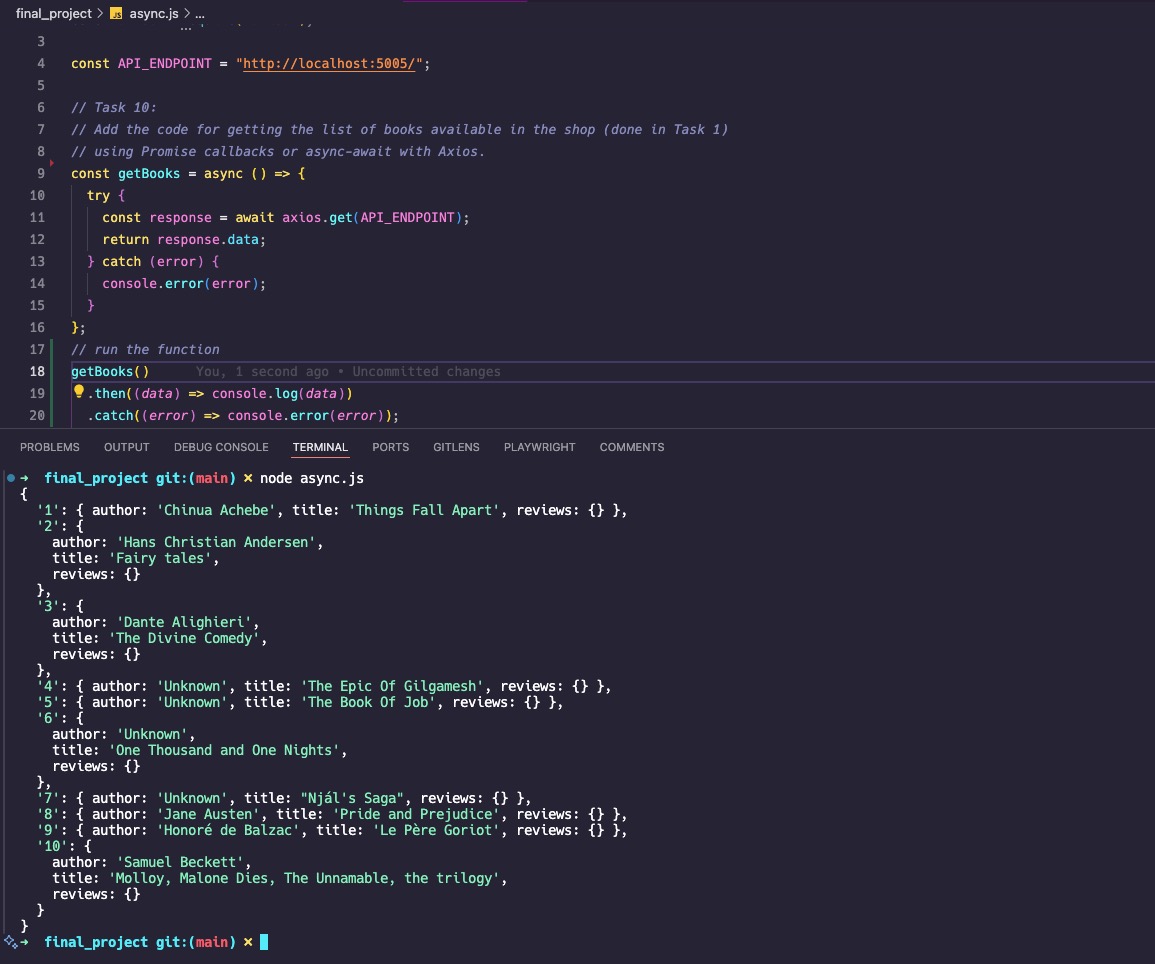 final_project > JS async.js > ...
3
4 const API_ENDPOINT = "http://localhost:5005/";
5
6 // Task 10:
7 // Add the code for getting the list of books available in the shop (done in Task 1)
8 // using Promise callbacks or async-await with Axios.
9 const getBooks = async () => {
10 try {
11 const response = await axios.get(API_ENDPOINT);
12 return response.data;
13 } catch (error) {
14 console.error(error);
15 }
16 };
17 // run the function
18 getBooks() You, 1 second ago • Uncommitted changes
19 .then((data) => console.log(data))
20 .catch((error) => console.error(error));
PROBLEMS OUTPUT DEBUG CONSOLE TERMINAL PORTS GITLENS PLAYWRIGHT COMMENTS
➜ final_project git:(main) ✗ node async.js
{
'1': { author: 'Chinua Achebe', title: 'Things Fall Apart', reviews: {} },
'2': {
author: 'Hans Christian Andersen',
title: 'Fairy tales',
reviews: {}
},
'3': {
author: 'Dante Alighieri',
title: 'The Divine Comedy',
reviews: {}
},
'4': { author: 'Unknown', title: 'The Epic Of Gilgamesh', reviews: {} },
'5': { author: 'Unknown', title: 'The Book Of Job', reviews: {} },
'6': {
author: 'Unknown',
title: 'One Thousand and One Nights',
reviews: {}
},
'7': { author: 'Unknown', title: "Njál's Saga", reviews: {} },
'8': { author: 'Jane Austen', title: 'Pride and Prejudice', reviews: {} },
'9': { author: 'Honoré de Balzac', title: 'Le Père Goriot', reviews: {} },
'10': {
author: 'Samuel Beckett',
title: 'Molloy, Malone Dies, The Unnamable, the trilogy',
reviews: {}
}
}
➜ final_project git:(main) ✗